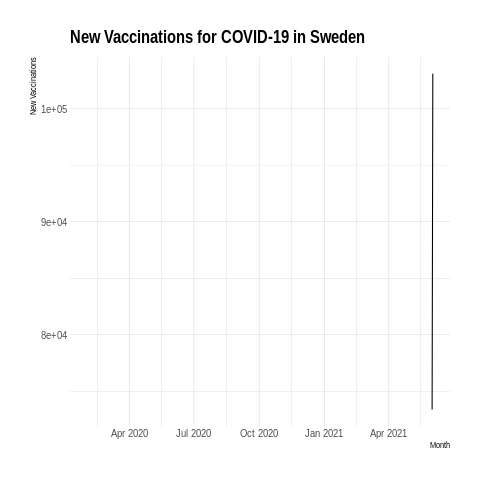 New Vaccinations for COVID-19 in Sweden
New Vaccinations
1e+05
9e+04
8e+04
Apr 2020 Jul 2020 Oct 2020 Jan 2021 Apr 2021
Month